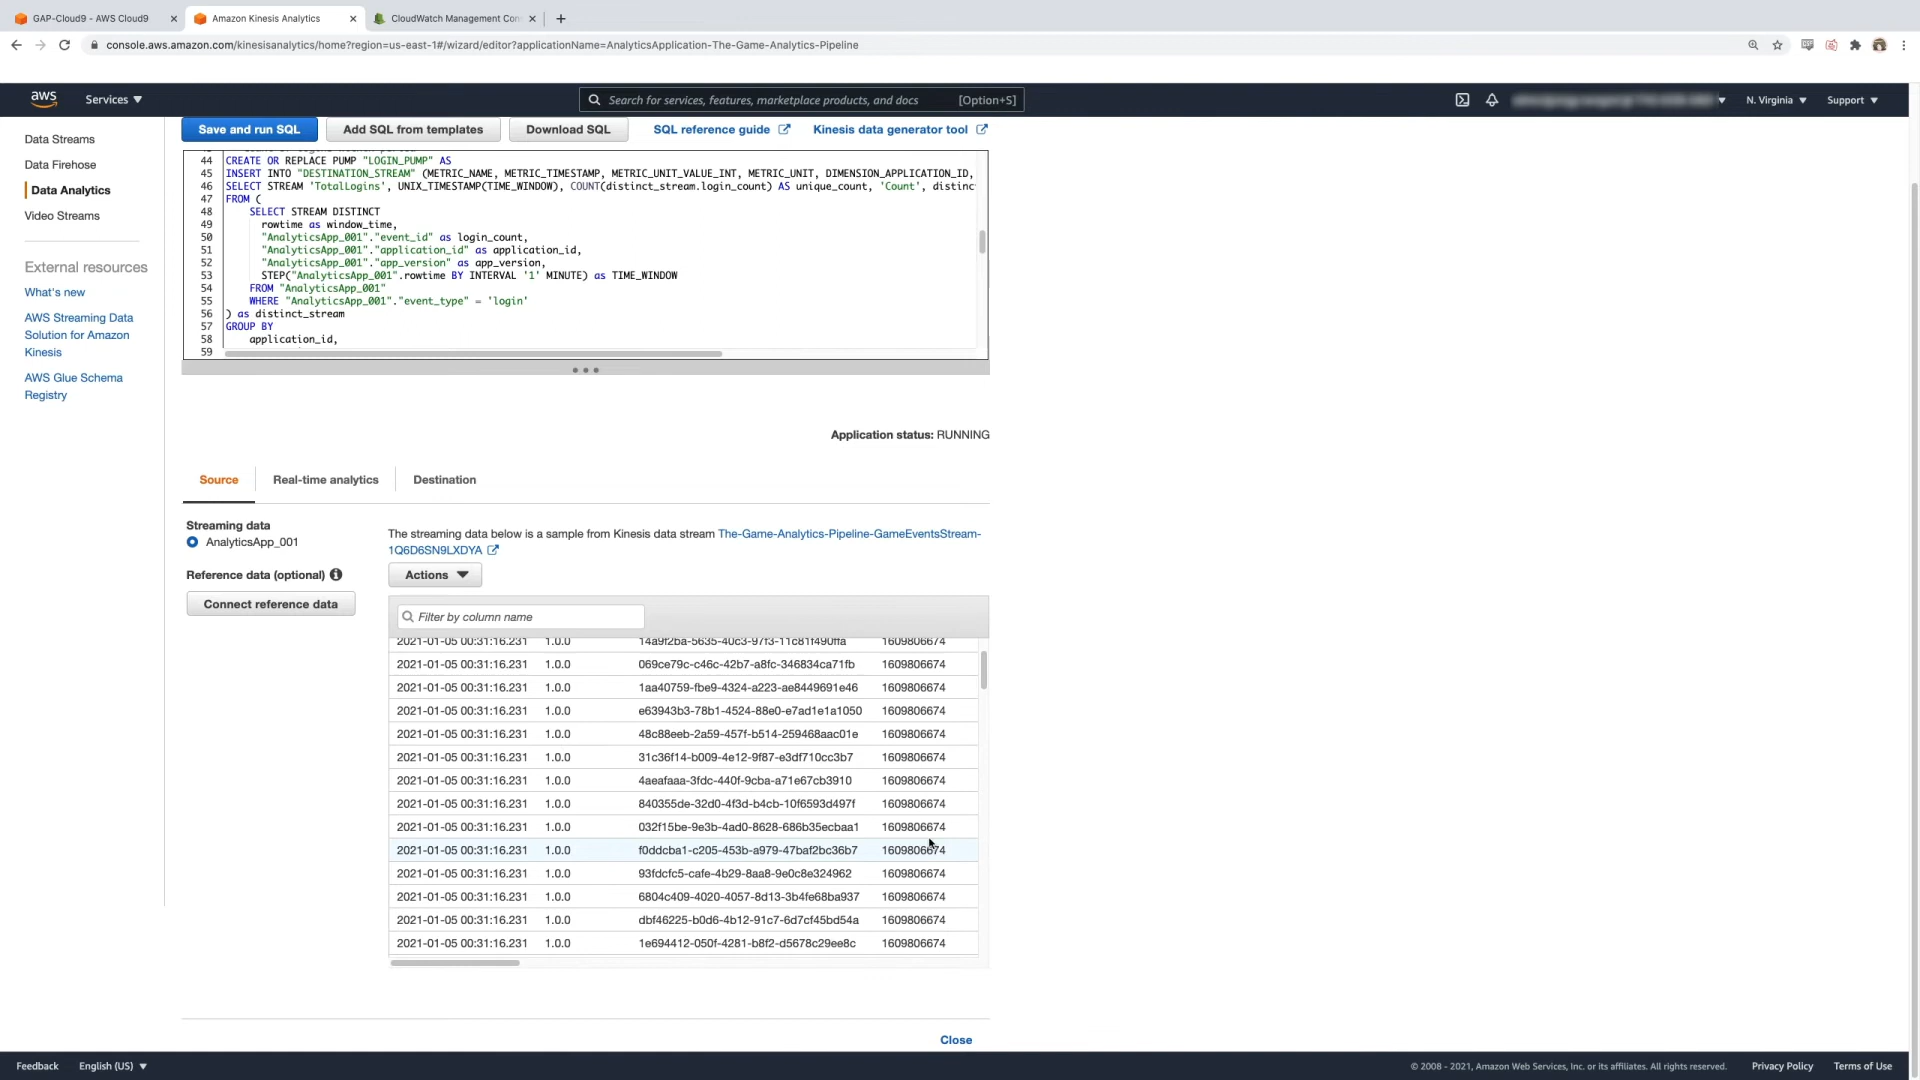 GAP-Cloud9 - AWS Cloud9
Amazon Kinesis Analytics
CloudWatch Management Con
console.aws.amazon.com/kinesisanalytics/home?region=us-east-1#/wizard/editor?applicationName=AnalyticsApplication-The-Game-Analytics-Pipeline
aws
Services
Search for services, features, marketplace products, and docs [Option+S]
N. Virginia
Support
Data Streams
Data Firehose
Data Analytics
Video Streams
External resources
What's new
AWS Streaming Data
Solution for Amazon
Kinesis
AWS Glue Schema
Registry
Save and run SQL
Add SQL from templates
Download SQL
SQL reference guide
Kinesis data generator tool
44 CREATE OR REPLACE PUMP "LOGIN_PUMP" AS
45 INSERT INTO "DESTINATION_STREAM" (METRIC_NAME, METRIC_TIMESTAMP, METRIC_UNIT_VALUE_INT, METRIC_UNIT, DIMENSION_APPLICATION_ID,
46 SELECT STREAM 'TotalLogins', UNIX_TIMESTAMP(TIME_WINDOW), COUNT(distinct_stream.login_count) AS unique_count, 'Count', distinc
47 FROM (
48 SELECT STREAM DISTINCT
49 rowtime as window_time,
50 "AnalyticsApp_001"."event_id" as login_count,
51 "AnalyticsApp_001"."application_id" as application_id,
52 "AnalyticsApp_001"."app_version" as app_version,
53 STEP("AnalyticsApp_001".rowtime BY INTERVAL '1' MINUTE) as TIME_WINDOW
54 FROM "AnalyticsApp_001"
55 WHERE "AnalyticsApp_001"."event_type" = 'login'
56 ) as distinct_stream
57 GROUP BY
58 application_id,
59
Application status: RUNNING
Source
Real-time analytics
Destination
Streaming data
AnalyticsApp_001
Reference data (optional)
Connect reference data
The streaming data below is a sample from Kinesis data stream The-Game-Analytics-Pipeline-GameEventsStream-
1Q6D6SN9LXDYA
Actions
Filter by column name
2021-01-05 00:31:16.231 1.0.0 14a9f2ba-5635-40c3-97f3-11c81f490ffa 1609806674
2021-01-05 00:31:16.231 1.0.0 069ce79c-c46c-42b7-a8fc-346834ca71fb 1609806674
2021-01-05 00:31:16.231 1.0.0 1aa40759-fbe9-4324-a223-ae8449691e46 1609806674
2021-01-05 00:31:16.231 1.0.0 e63943b3-78b1-4524-88e0-e7ad1e1a1050 1609806674
2021-01-05 00:31:16.231 1.0.0 48c88eeb-2a59-457f-b514-259468aac01e 1609806674
2021-01-05 00:31:16.231 1.0.0 31c36f14-b009-4e12-9f87-e3df710cc3b7 1609806674
2021-01-05 00:31:16.231 1.0.0 4aeafaaa-3fdc-440f-9cba-a71e67cb3910 1609806674
2021-01-05 00:31:16.231 1.0.0 840355de-32d0-4f3d-b4cb-10f6593d497f 1609806674
2021-01-05 00:31:16.231 1.0.0 032f15be-9e3b-4ad0-8628-686b35ecbaa1 1609806674
2021-01-05 00:31:16.231 1.0.0 f0ddcba1-c205-453b-a979-47baf2bc36b7 1609806674
2021-01-05 00:31:16.231 1.0.0 93fdcfc5-cafe-4b29-8aa8-9e0c8e324962 1609806674
2021-01-05 00:31:16.231 1.0.0 6804c409-4020-4057-8d13-3b4fe68ba937 1609806674
2021-01-05 00:31:16.231 1.0.0 dbf46225-b0d6-4b12-91c7-6d7cf45bd54a 1609806674
2021-01-05 00:31:16.231 1.0.0 1e694412-050f-4281-b8f2-d5678c29ee8c 1609806674
Close
Feedback
English (US)
© 2008 - 2021, Amazon Web Services, Inc. or its affiliates. All rights reserved.
Privacy Policy
Terms of Use